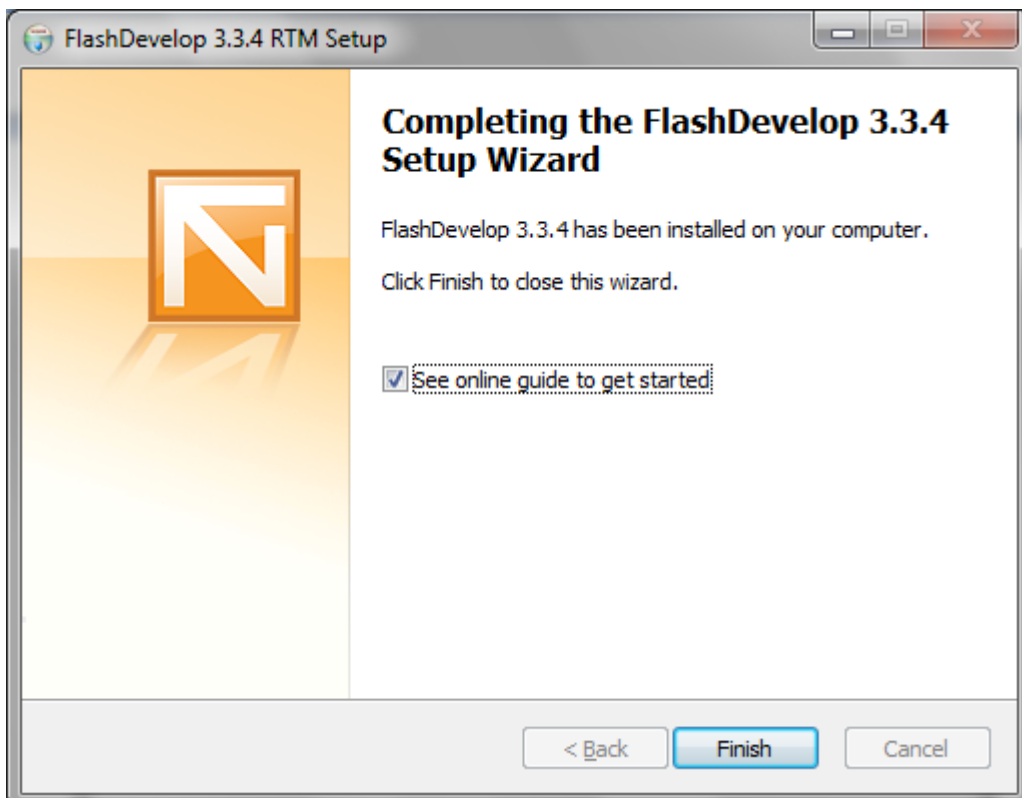 FlashDevelop 3.3.4 RTM Setup
Completing the FlashDevelop 3.3.4
Setup Wizard
FlashDevelop 3.3.4 has been installed on your computer.
Click Finish to close this wizard.
See online guide to get started
< Back Finish Cancel